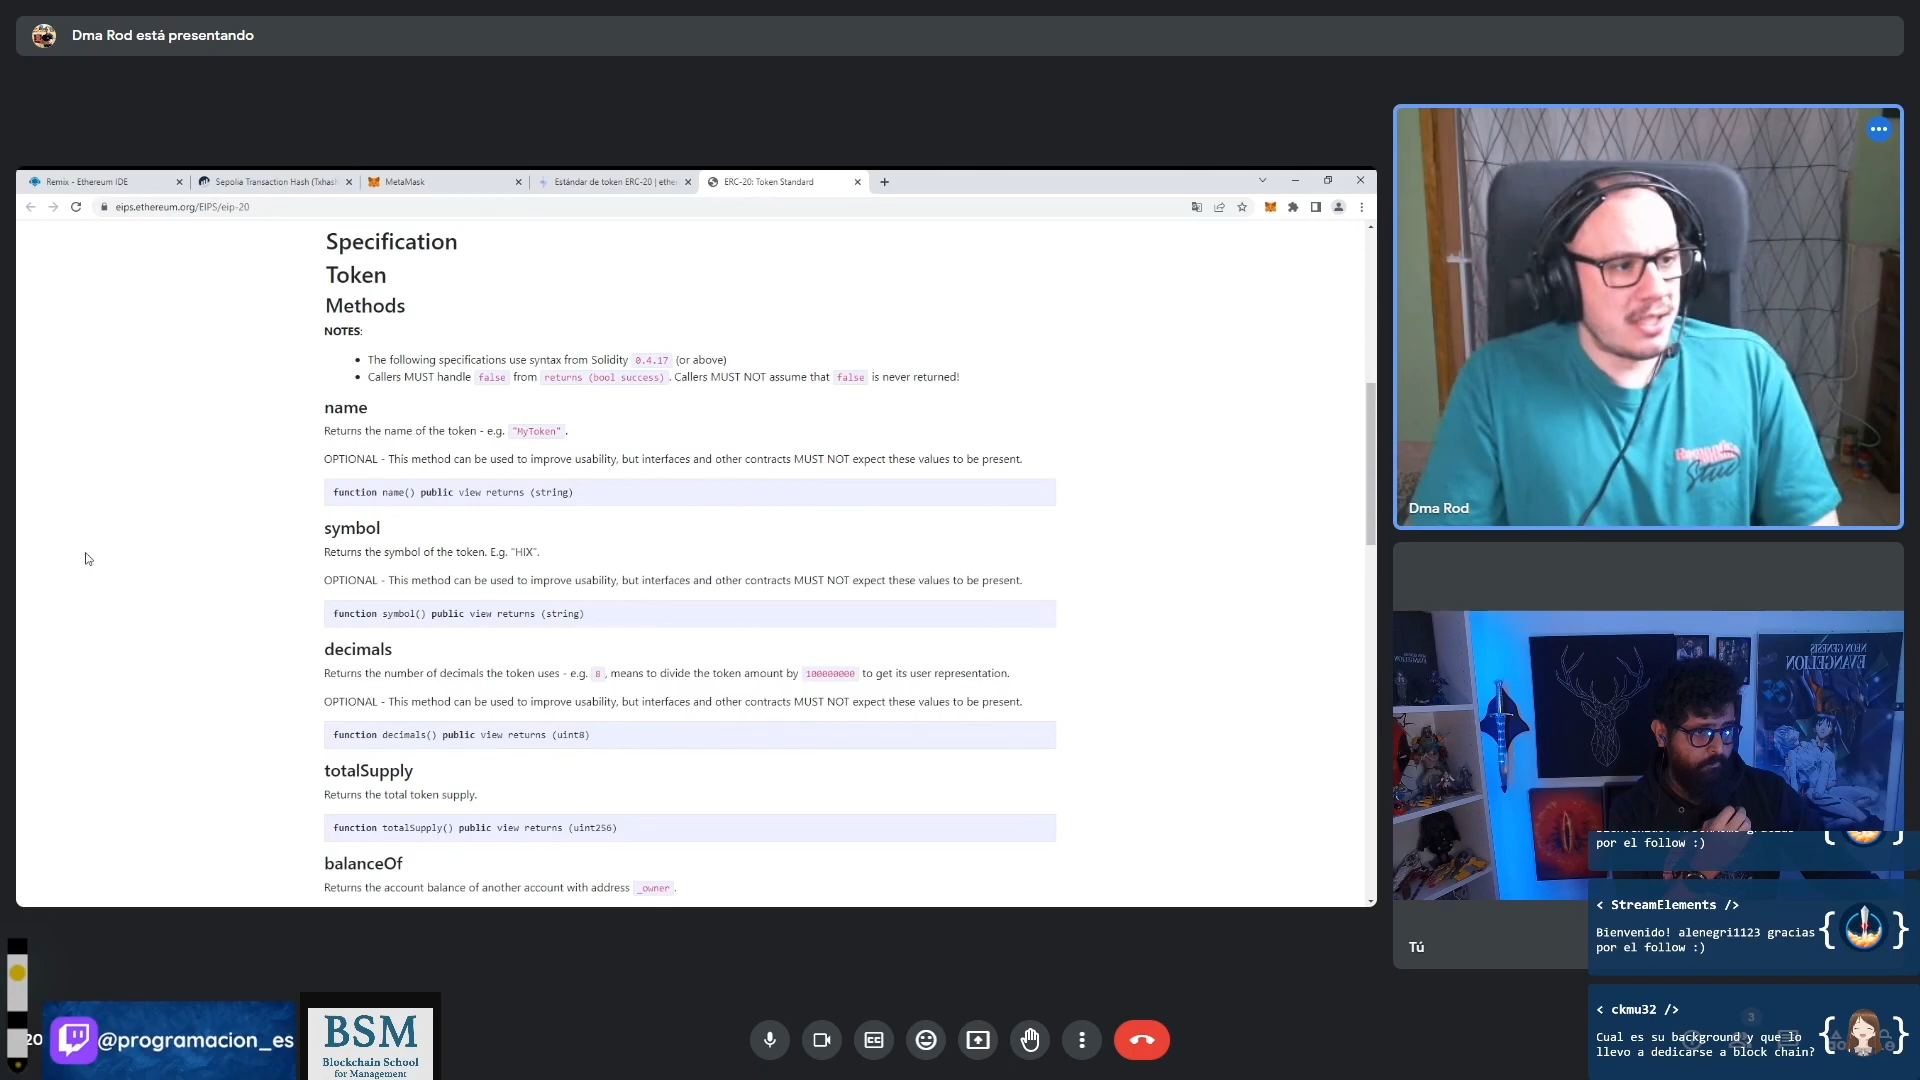 Dma Rod está presentando
Remix - Ethereum IDE
Sepolia Transaction Hash (Txhas
MetaMask
Estándar de token ERC-20 | ethe
ERC-20: Token Standard
eips.ethereum.org/EIPS/eip-20
Specification
Token
Methods
NOTES:
The following specifications use syntax from Solidity 0.4.17 (or above)
Callers MUST handle false from returns (bool success). Callers MUST NOT assume that false is never returned!
name
Returns the name of the token - e.g. "MyToken".
OPTIONAL - This method can be used to improve usability, but interfaces and other contracts MUST NOT expect these values to be present.
function name() public view returns (string)
symbol
Returns the symbol of the token. E.g. “HIX”.
OPTIONAL - This method can be used to improve usability, but interfaces and other contracts MUST NOT expect these values to be present.
function symbol() public view returns (string)
decimals
Returns the number of decimals the token uses - e.g. 8, means to divide the token amount by 100000000 to get its user representation.
OPTIONAL - This method can be used to improve usability, but interfaces and other contracts MUST NOT expect these values to be present.
function decimals() public view returns (uint8)
totalSupply
Returns the total token supply.
function totalSupply() public view returns (uint256)
balanceOf
Returns the account balance of another account with address _owner.
Dma Rod
NEON GENESIS
EVANGELION
por el follow :)
< StreamElements />
Bienvenido! alenegri1123 gracias
por el follow :)
Tú
< ckmu32 />
Cual es su background y que lo
llevo a dedicarse a block chain?
3
20
@programacion_es
BSM
Blockchain School
for Management